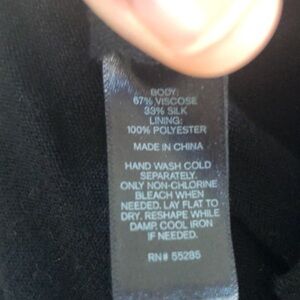 BODY:
67% VISCOSE
33% SILK
LINING:
100% POLYESTER
MADE IN CHINA
HAND WASH COLD
SEPARATELY.
ONLY NON-CHLORINE
BLEACH WHEN
NEEDED. LAY FLAT TO
DRY. RESHAPE WHILE
DAMP. COOL IRON
IF NEEDED.
RN# 55285